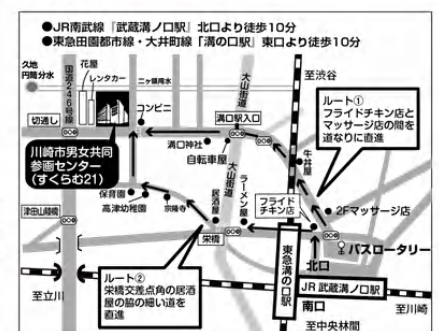 ●JR南武線『武蔵溝ノ口駅』北口より徒歩10分
●東急田園都市線・大井町線「溝の口駅」東口より徒歩10分
久地
円筒分水
国道246号線
花屋
レンタカー
二ヶ領用水
コンビニ
大山街道
至渋谷
切通し
溝口駅入口
ルート①
フライドチキン店と
マッサージ店の間を
道なりに直進
溝口神社
自転車屋
川崎市男女共同
参画センター
(すくらむ21)
大山街道
牛丼屋
保育園
高津幼稚園
宗隆寺
居酒屋
ラーメン屋
フライド
チキン店
2Fマッサージ店
津田山陸橋
栄橋
バスロータリー
北口
東急溝の口駅
JR 武蔵溝ノ口駅
ルート②
栄橋交差点角の居酒
屋の脇の細い道を
直進
至立川
南口
至川崎
至中央林間